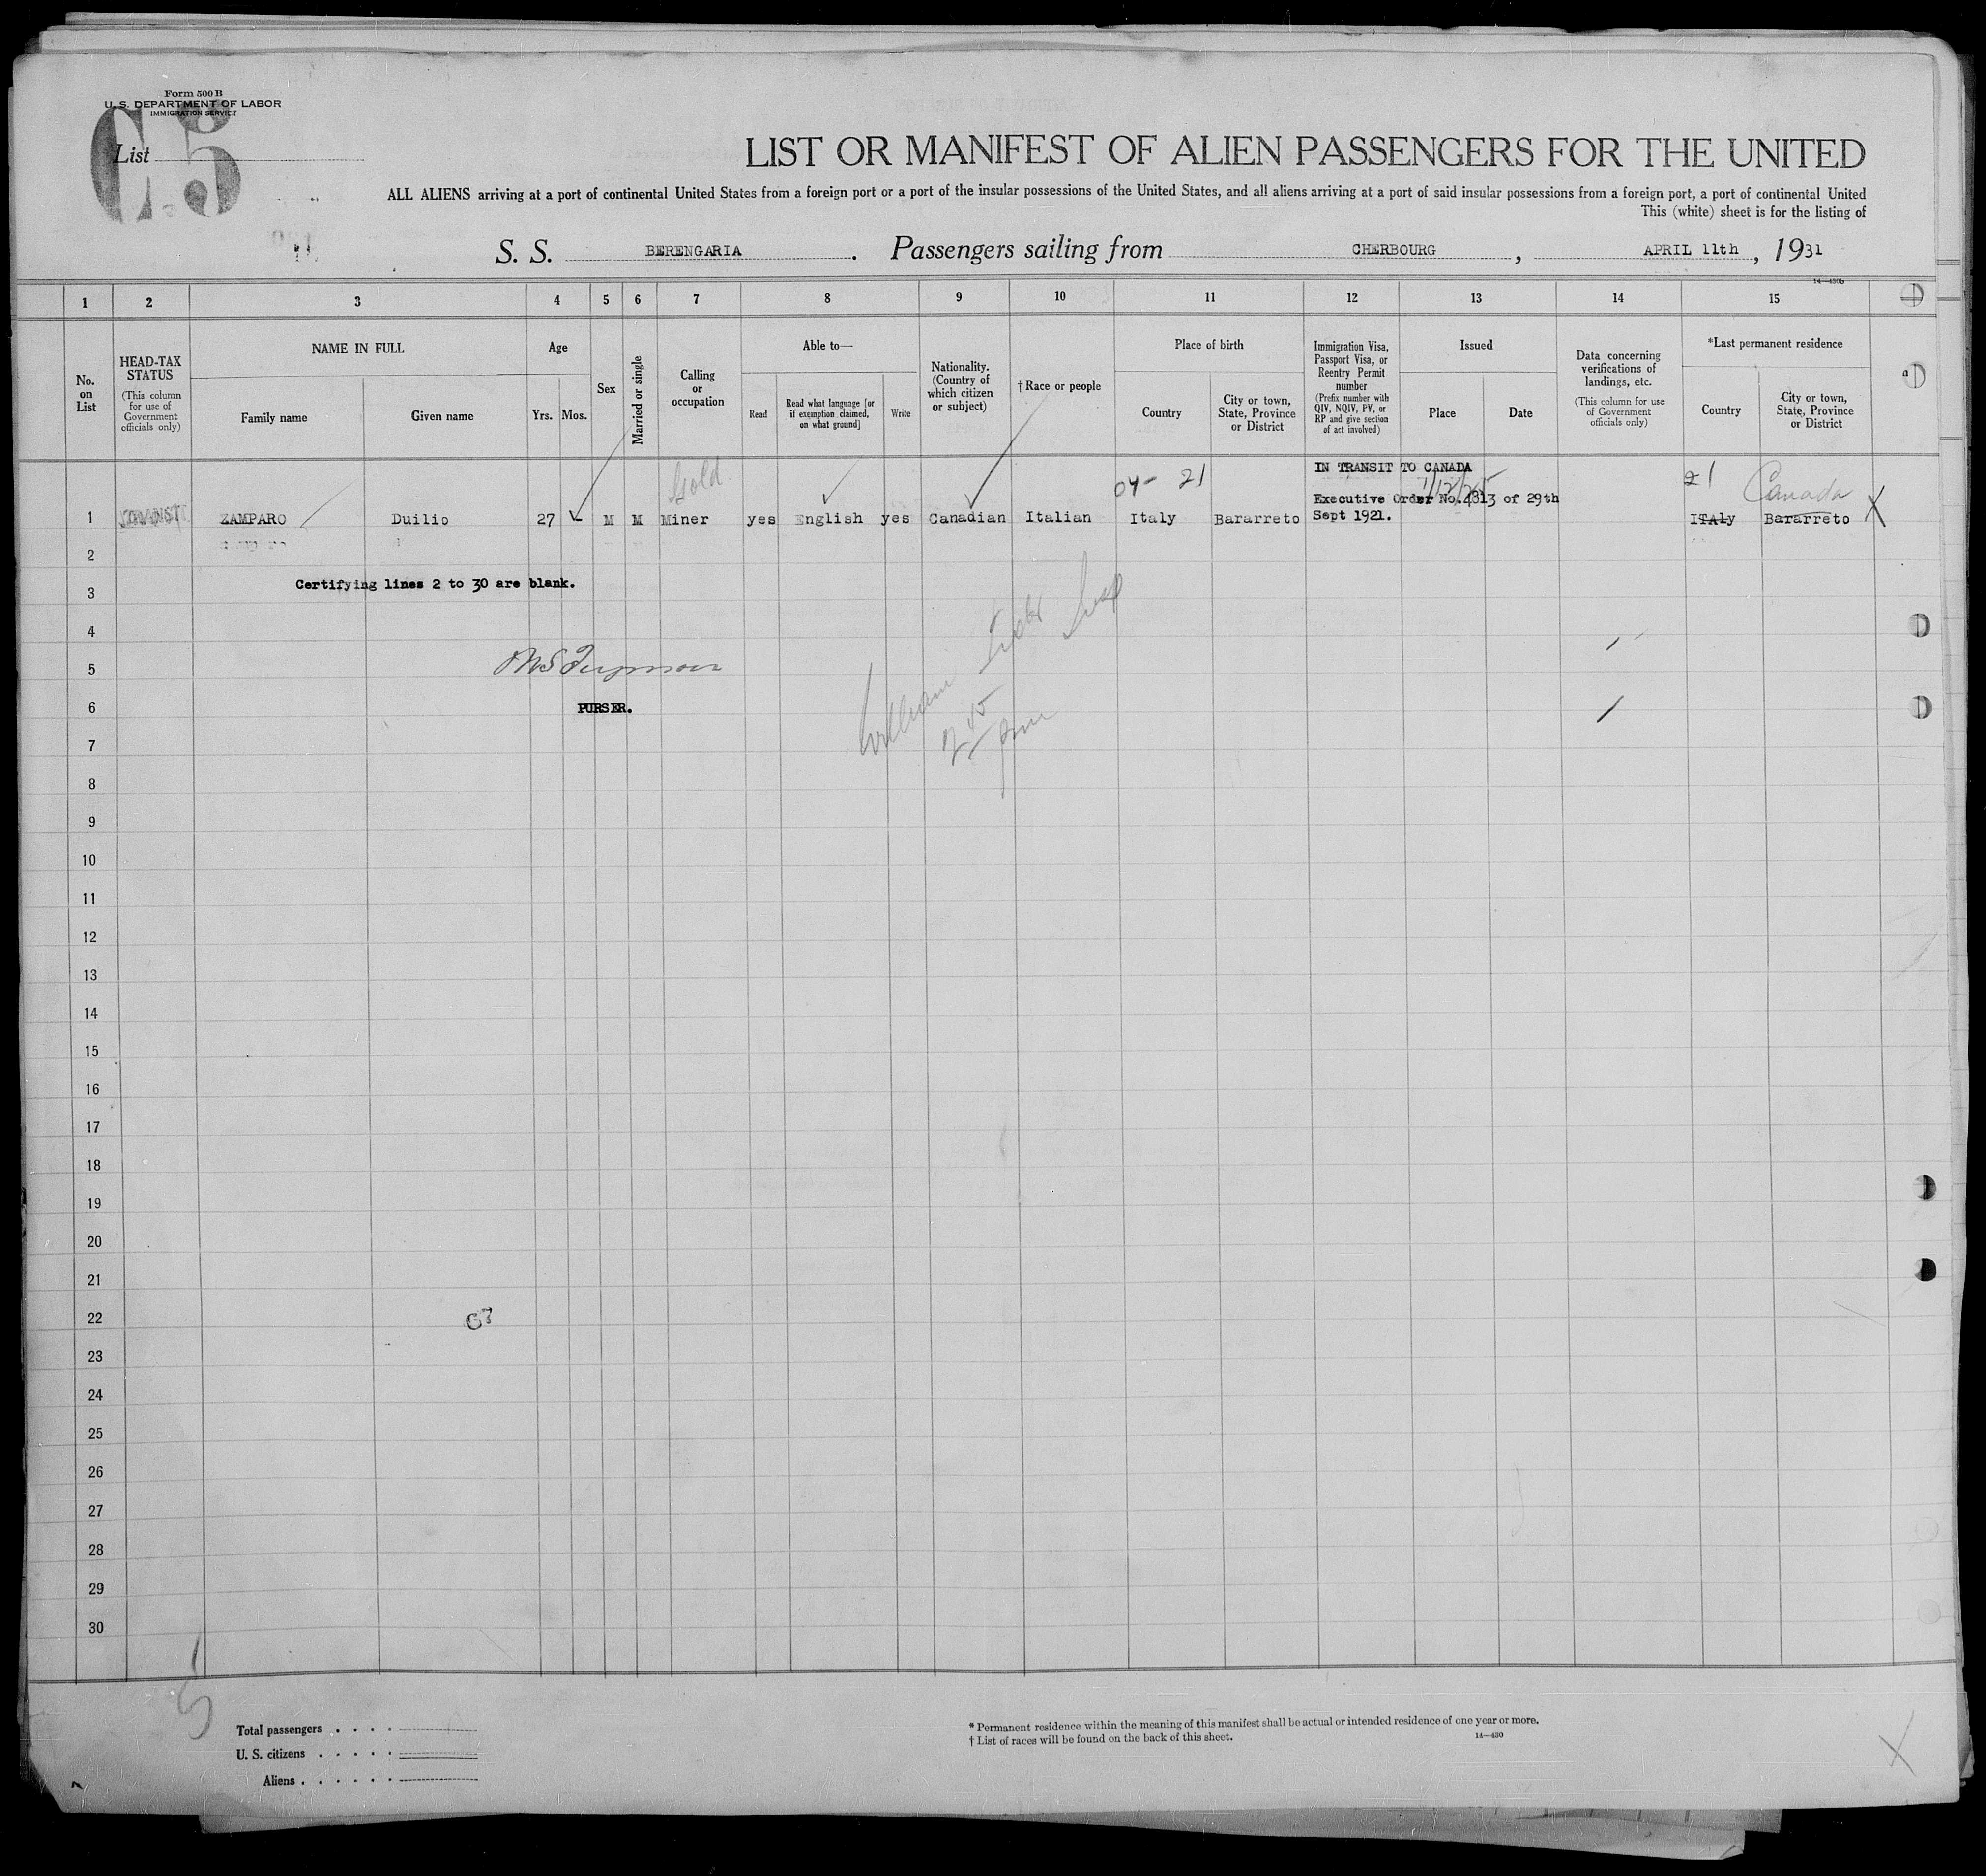 Form 500 B
U. S. DEPARTMENT OF LABOR
IMMIGRATION SERVICE
C5
List
LIST OR MANIFEST OF ALIEN PASSENGERS FOR THE UNITED
ALL ALIENS arriving at a port of continental United States from a foreign port or a port of the insular possessions of the United States, and all aliens arriving at a port of said insular possessions from a foreign port, a port of continental United
This (white) sheet is for the listing of
S. S. BERENGARIA. Passengers sailing from CHERBOURG, APRIL 11th, 1931
14—430b
1 2 3 4 5 6 7 8 9 10 11 12 13 14 15
No. on List
HEAD-TAX STATUS
(This column for use of Government officials only)
NAME IN FULL
Family name
Given name
Age
Yrs.
Mos.
Sex
Married or single
Calling or occupation
Able to—
Read
Read what language [or if exemption claimed, on what ground]
Write
Nationality. (Country of which citizen or subject)
†Race or people
Place of birth
Country
City or town, State, Province or District
Immigration Visa, Passport Visa, or Reentry Permit number
(Prefix number with QIV, NQIV, PV, or RP and give section of act involved)
Issued
Place
Date
Data concerning verifications of landings, etc.
(This column for use of Government officials only)
*Last permanent residence
Country
City or town, State, Province or District
Gold
04- 21
IN TRANSIT TO CANADA
21 Canada
Executive Order No.4813 of 29th
Sept 1921.
1 ZAMPARO Duilio 27 M M Miner yes English yes Canadian Italian Italy Bararreto ITAly Bararreto X
2
Certifying lines 2 to 30 are blank.
3
4
5
PURSER.
6
William
2 45 pm
7
8
9
10
11
12
13
14
15
16
17
18
19
20
21
22
23
24
25
26
27
28
29
30
Total passengers
U. S. citizens
Aliens
* Permanent residence within the meaning of this manifest shall be actual or intended residence of one year or more.
† List of races will be found on the back of this sheet.
14—430
X